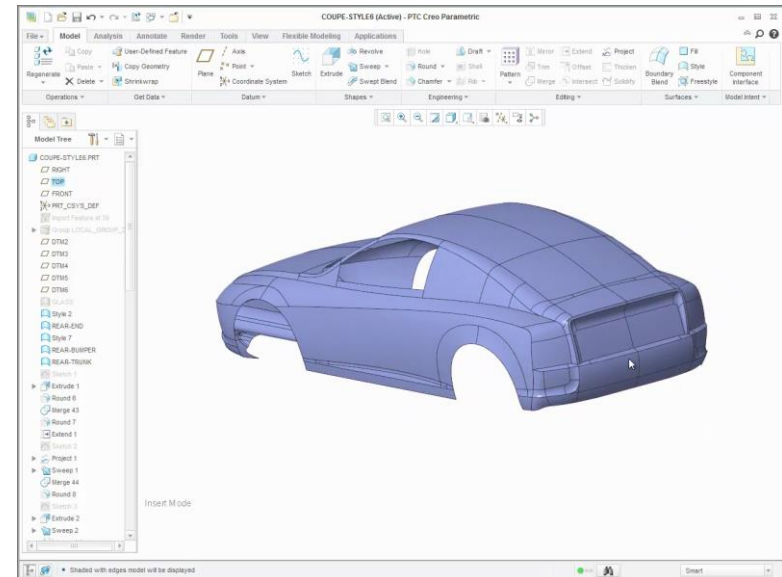 COUPE-STYLE6 (Active) - PTC Creo Parametric
File Model Analysis Annotate Render Tools View Flexible Modeling Applications
Regenerate
Copy
Paste
Delete
User-Defined Feature
Copy Geometry
Shrinkwrap
Plane
Axis
Point
Coordinate System
Sketch
Extrude
Revolve
Sweep
Swept Blend
Hole
Round
Chamfer
Draft
Shell
Rib
Pattern
Mirror
Trim
Merge
Extend
Offset
Intersect
Project
Thicken
Solidify
Boundary Blend
Fill
Style
Freestyle
Component Interface
Operations Get Data Datum Shapes Engineering Editing Surfaces Model Intent
Model Tree
COUPE-STYLE6.PRT
RIGHT
TOP
FRONT
PRT_CSYS_DEF
Import Feature id 39
Group LOCAL_GROUP_
DTM2
DTM3
DTM4
DTM5
DTM6
GLASS
Style 2
REAR-END
Style 7
REAR-BUMPER
REAR-TRUNK
Sketch 1
Extrude 1
Round 6
Merge 43
Round 7
Extend 1
Sketch 2
Project 1
Sweep 1
Merge 44
Round 8
Sketch 3
Extrude 2
Sweep 2
Insert Mode
Shaded with edges model will be displayed
Smart